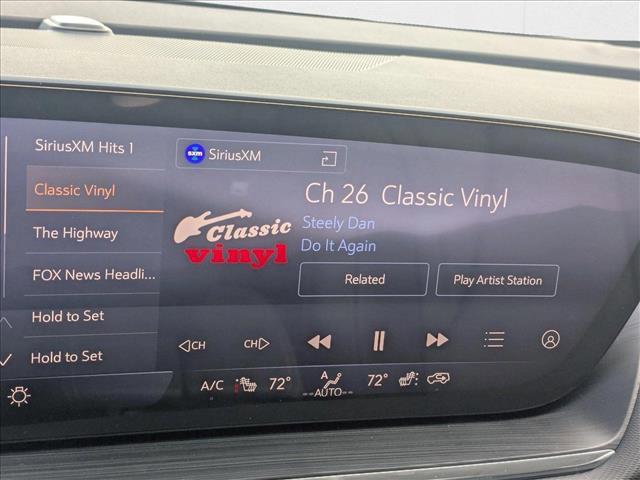 SiriusXM Hits 1
Classic Vinyl
The Highway
FOX News Headli...
Hold to Set
Hold to Set
sxm SiriusXM
Classic
vinyl
Ch 26 Classic Vinyl
Steely Dan
Do It Again
Related
Play Artist Station
CH
CH
A/C 72° A 72°
--AUTO--